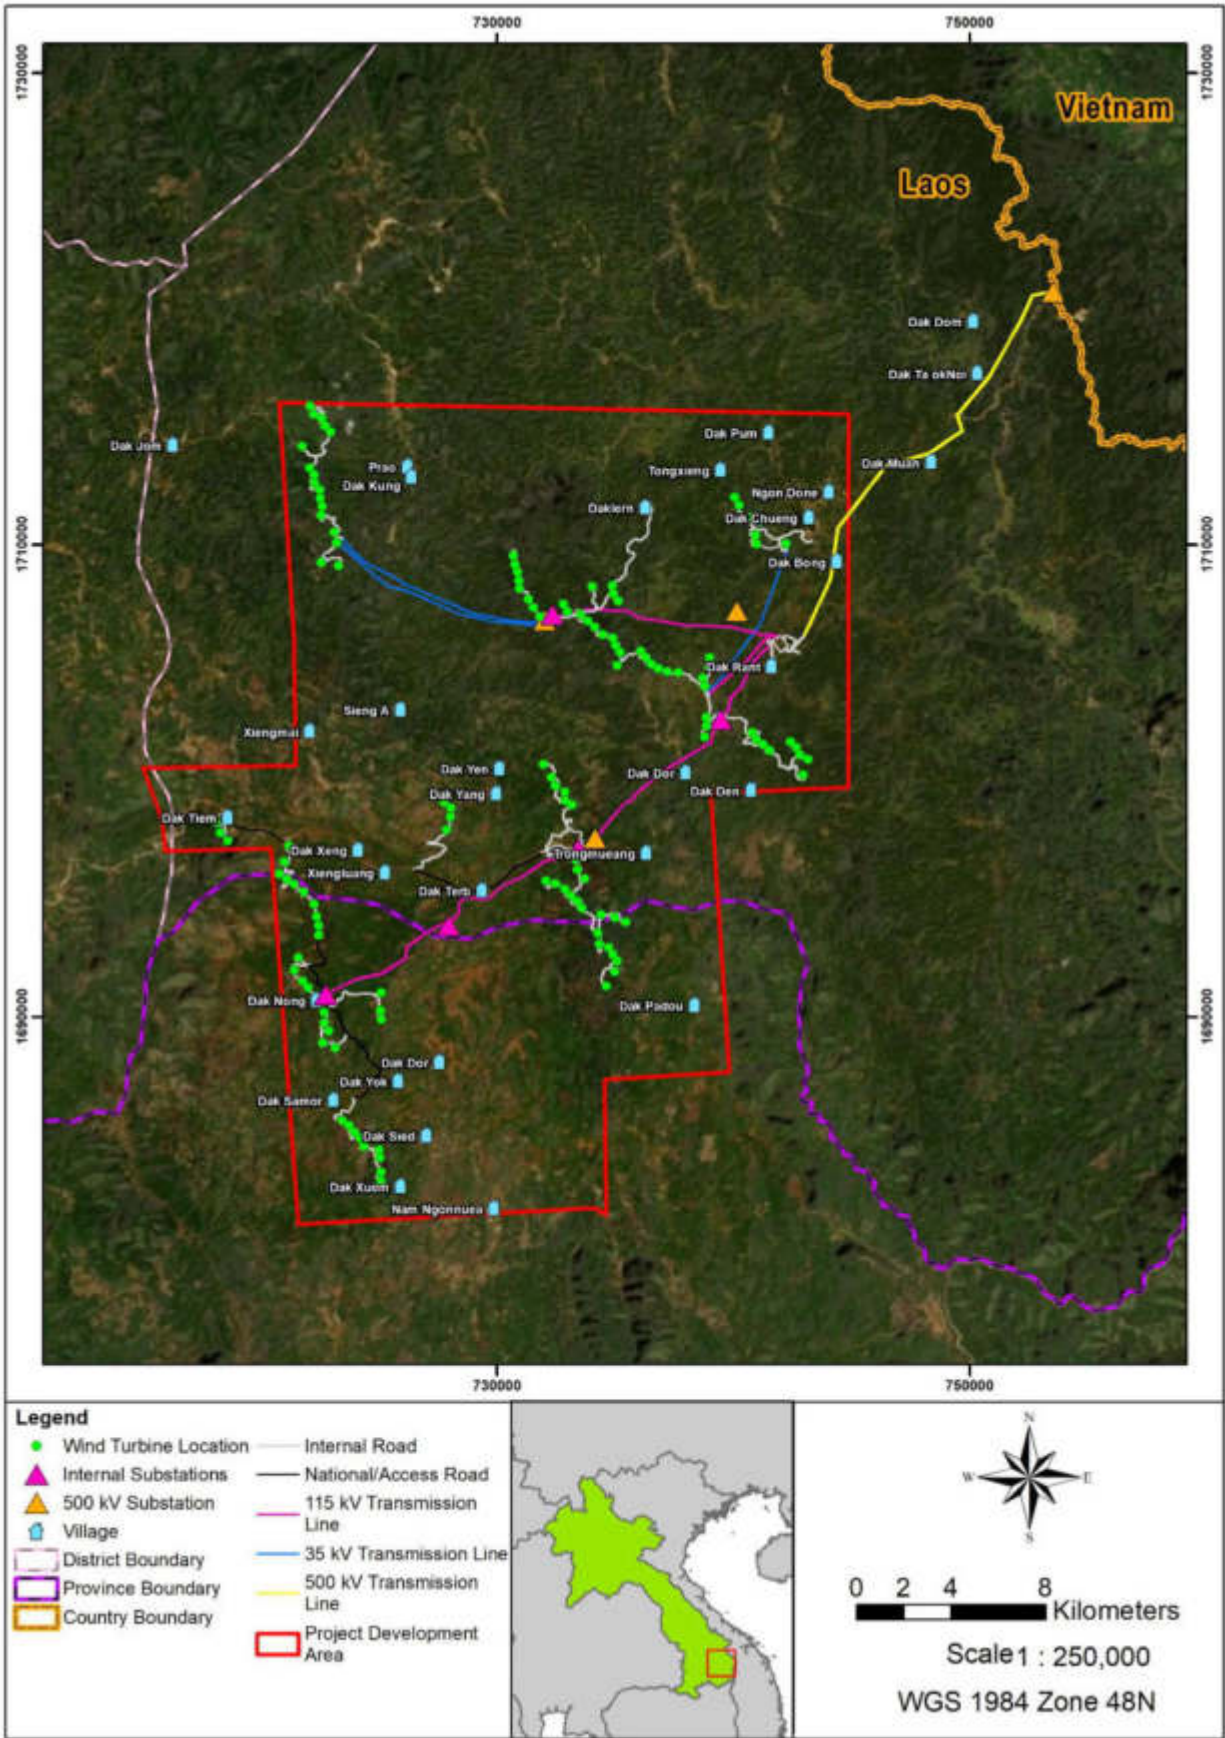 730000
750000
1730000
1730000
Vietnam
Laos
Dak Dom
Dak Ta okNoi
Dak Pum
Dak Jom
Prao
Dak Kung
Tongxieng
Dak Muan
Ngon Done
Daklern
Dak Chueng
1710000
1710000
Dak Bong
Dak Rant
Sieng A
Xiengmai
Dak Yen
Dak Dor
Dak Yang
Dak Den
Dak Tiem
Dak Xeng
Trongmueang
Xiengluang
Dak Terb
Dak Nong
Dak Padou
1690000
1690000
Dak Dor
Dak Yok
Dak Samor
Dak Sied
Dak Xuem
Nam Ngonnuea
730000
750000
Legend
Wind Turbine Location
Internal Substations
500 kV Substation
Village
District Boundary
Province Boundary
Country Boundary
Internal Road
National/Access Road
115 kV Transmission
Line
35 kV Transmission Line
500 kV Transmission
Line
Project Development
Area
N
W
E
S
0 2 4 8
Kilometers
Scale1 : 250,000
WGS 1984 Zone 48N